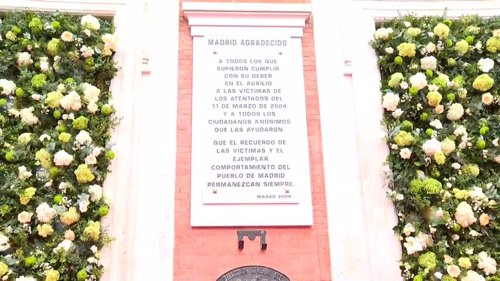 MADRID AGRADECIDO
A TODOS LOS QUE
SUPIERON CUMPLIR
CON SU DEBER
EN EL AUXILIO
A LAS VÍCTIMAS DE
LOS ATENTADOS DEL
11 DE MARZO DE 2004
Y A TODOS LOS
CIUDADANOS ANÓNIMOS
QUE LAS AYUDARON.
QUE EL RECUERDO DE
LAS VÍCTIMAS Y EL
EJEMPLAR
COMPORTAMIENTO DEL
PUEBLO DE MADRID
PERMANEZCAN SIEMPRE.
MARZO 2004